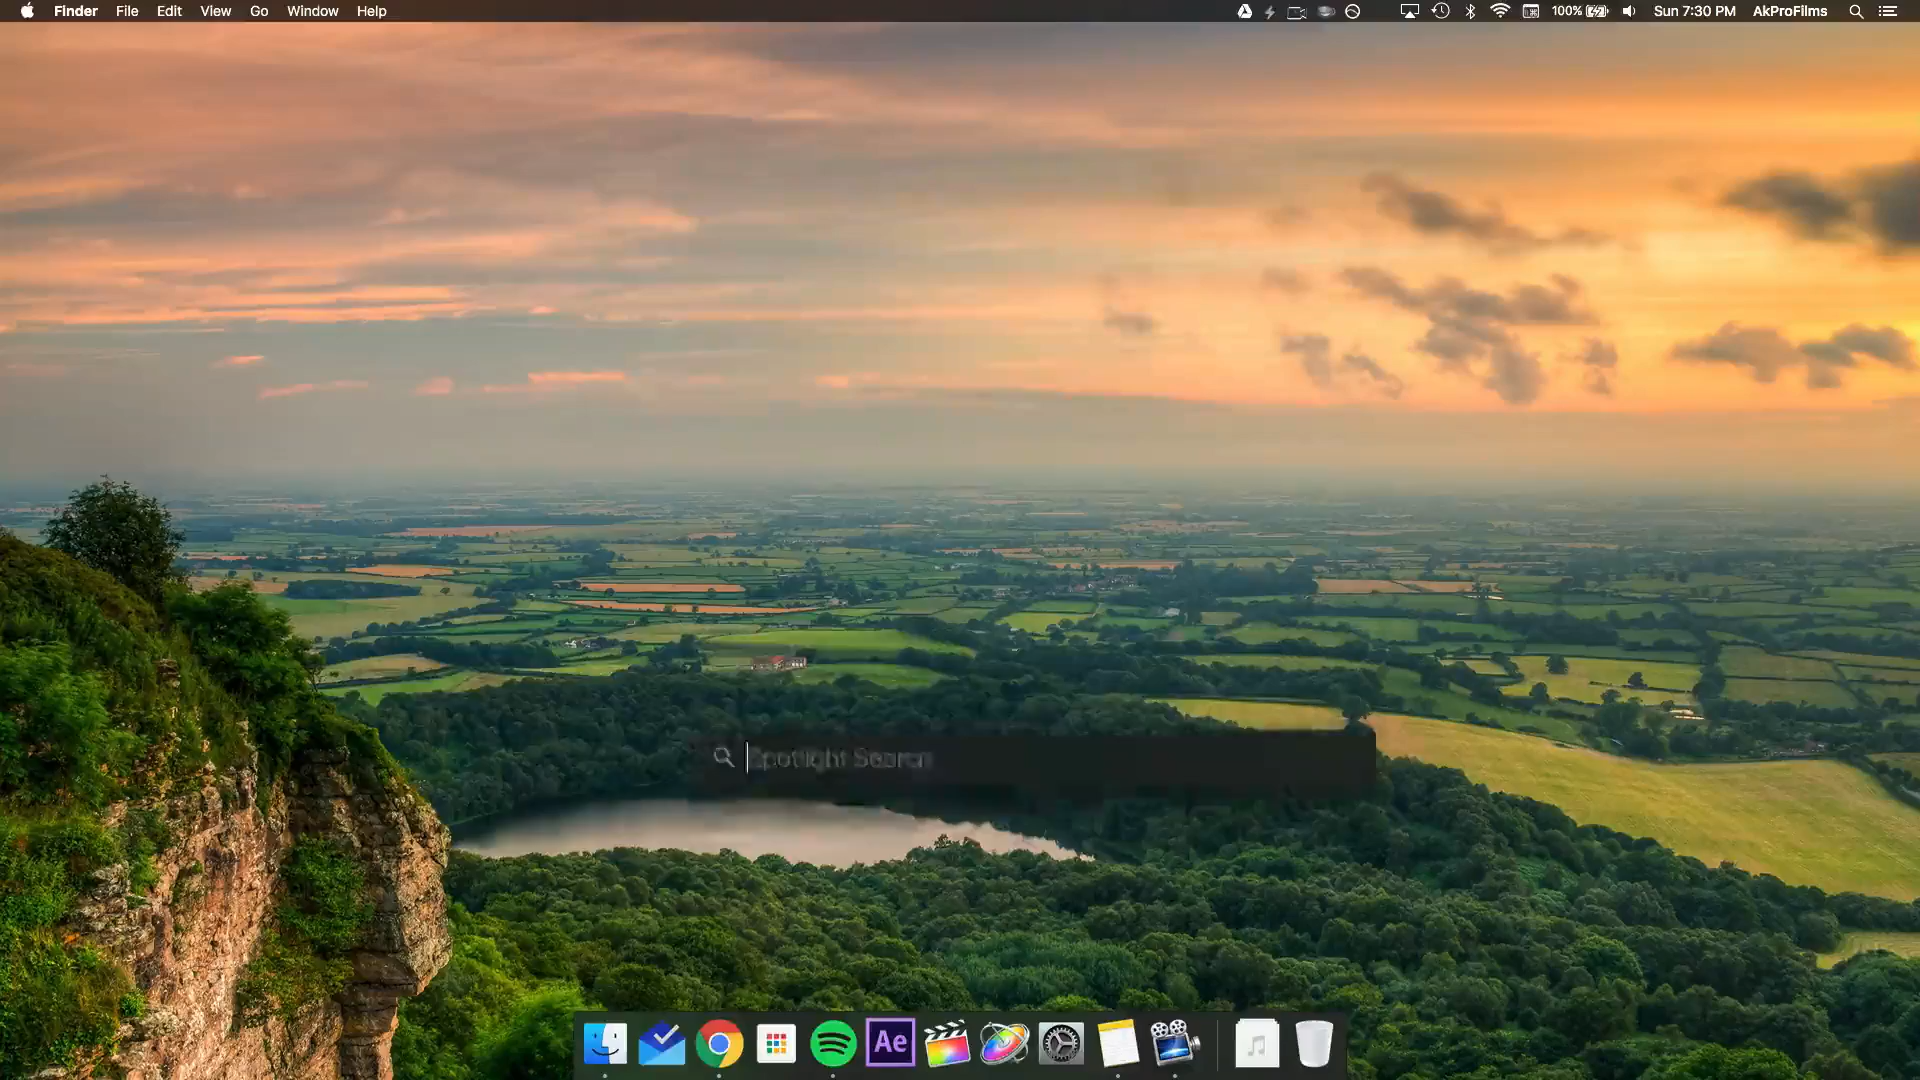 Finder File Edit View Go Window Help 100% Sun 7:30 PM AkProFilms
Spotlight Search
Ae